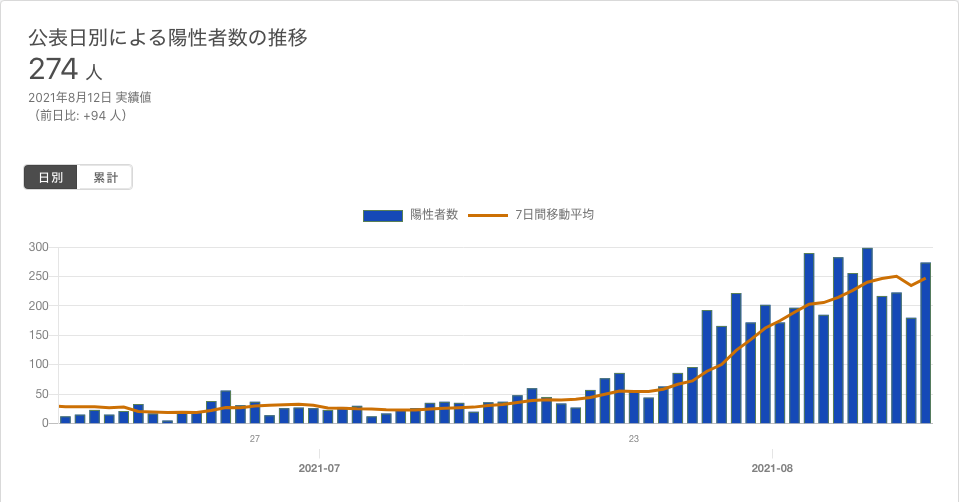 公表日別による陽性者数の推移
274 人
2021年8月12日 実績値
（前日比: +94 人）
日別 累計
陽性者数 7日間移動平均
300
250
200
150
100
50
0
27 23
2021-07 2021-08